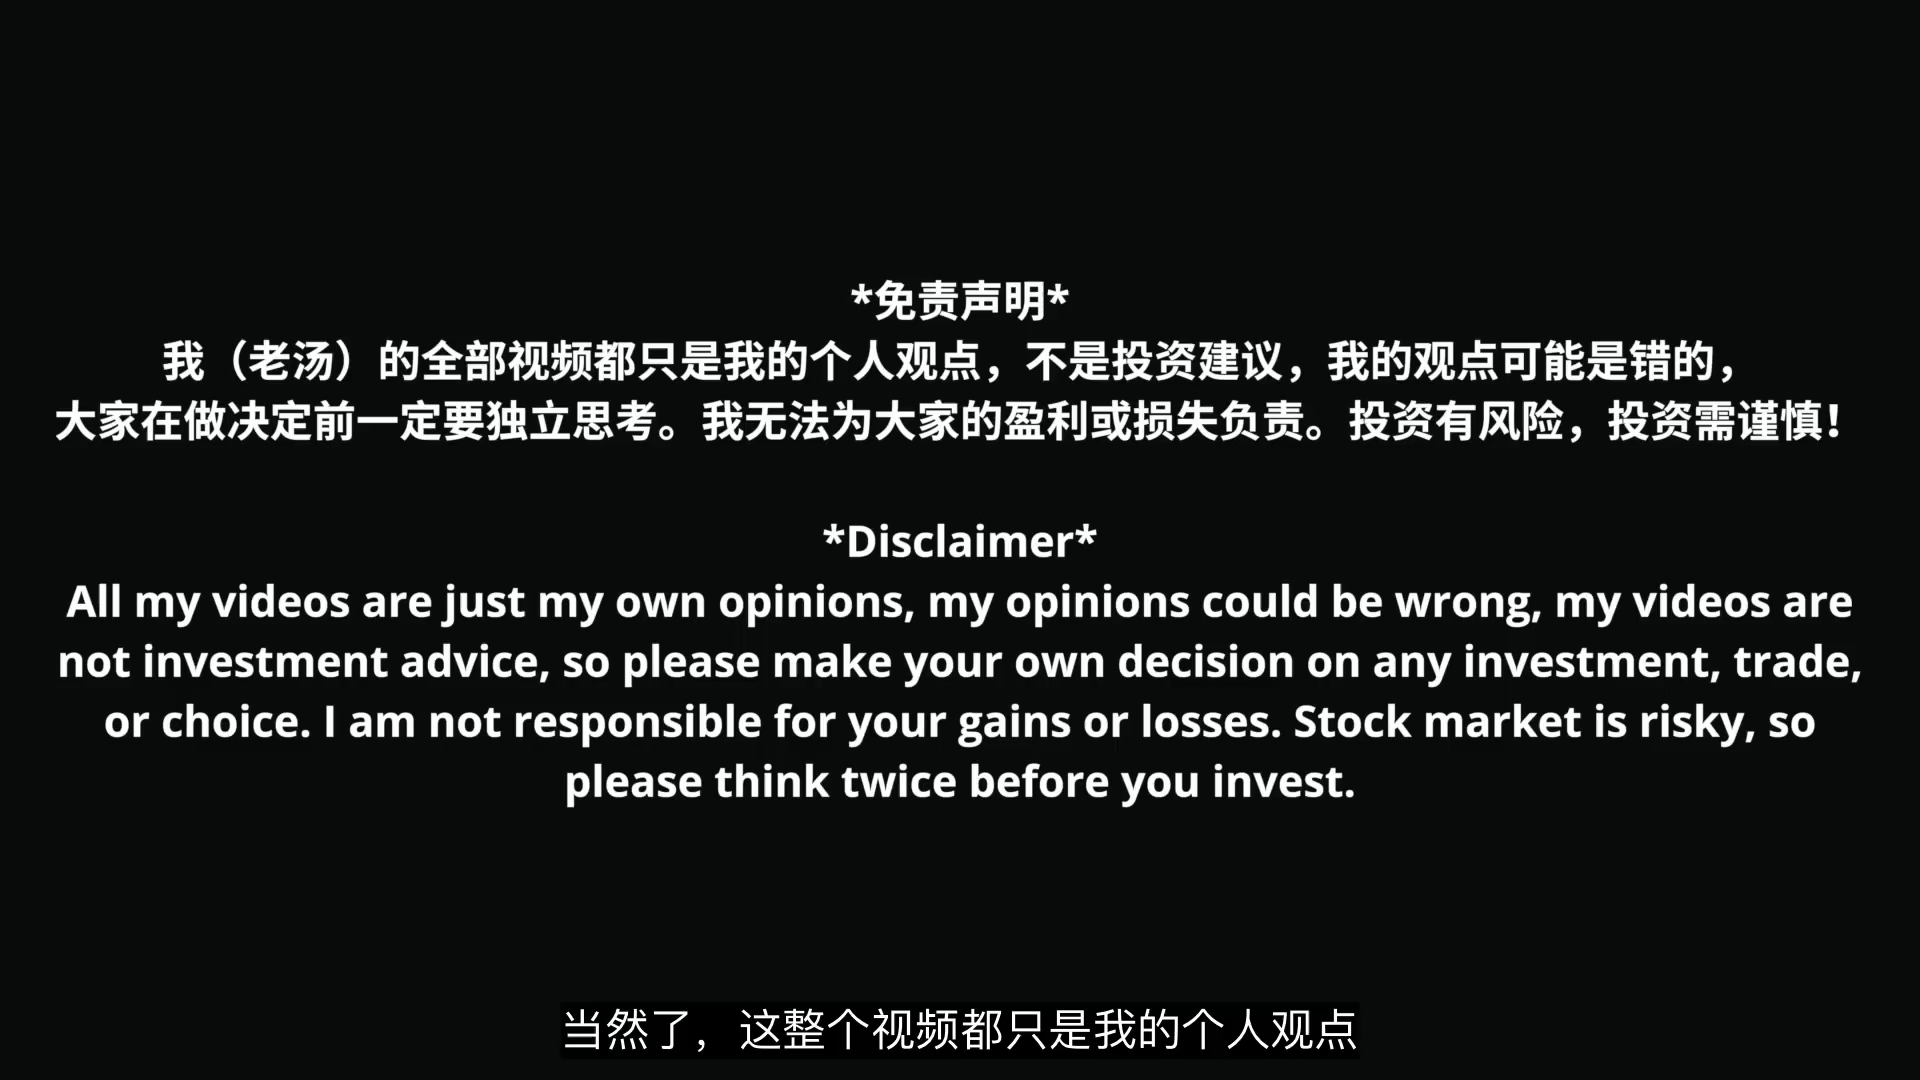 *免责声明*
我（老汤）的全部视频都只是我的个人观点，不是投资建议，我的观点可能是错的，
大家在做决定前一定要独立思考。我无法为大家的盈利或损失负责。投资有风险，投资需谨慎！
*Disclaimer*
All my videos are just my own opinions, my opinions could be wrong, my videos are
not investment advice, so please make your own decision on any investment, trade,
or choice. I am not responsible for your gains or losses. Stock market is risky, so
please think twice before you invest.
当然了，这整个视频都只是我的个人观点